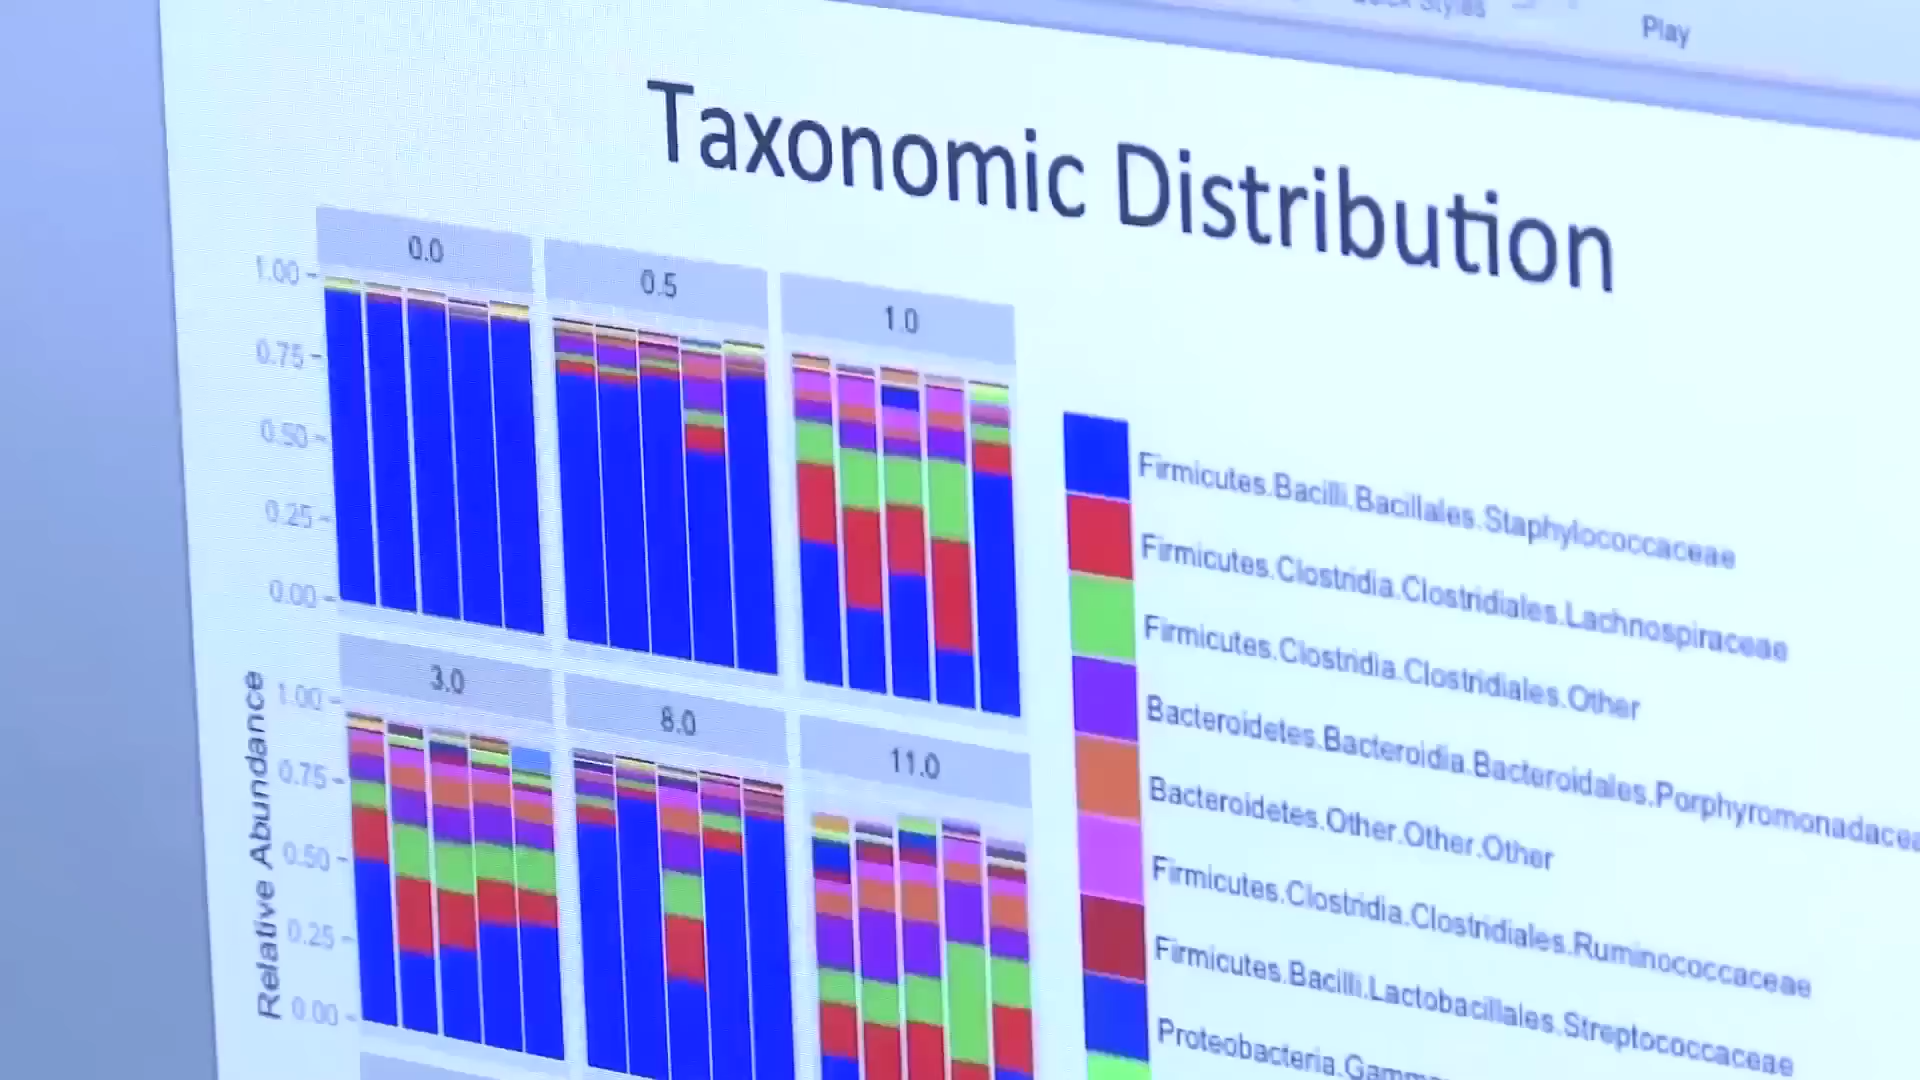 Play
Taxonomic Distribution
0.0
0.5
1.0
1.00
0.75
0.50
0.25
0.00
3.0
8.0
11.0
1.00
0.75
0.50
0.25
0.00
Relative Abundance
Firmicutes.Bacilli.Bacillales.Staphylococcaceae
Firmicutes.Clostridia.Clostridiales.Lachnospiraceae
Firmicutes.Clostridia.Clostridiales.Other
Bacteroidetes.Bacteroidia.Bacteroidales.Porphyromonadacea
Bacteroidetes.Other.Other.Other
Firmicutes.Clostridia.Clostridiales.Ruminococcaceae
Firmicutes.Bacilli.Lactobacillales.Streptococcaceae
Proteobacteria.Gamm